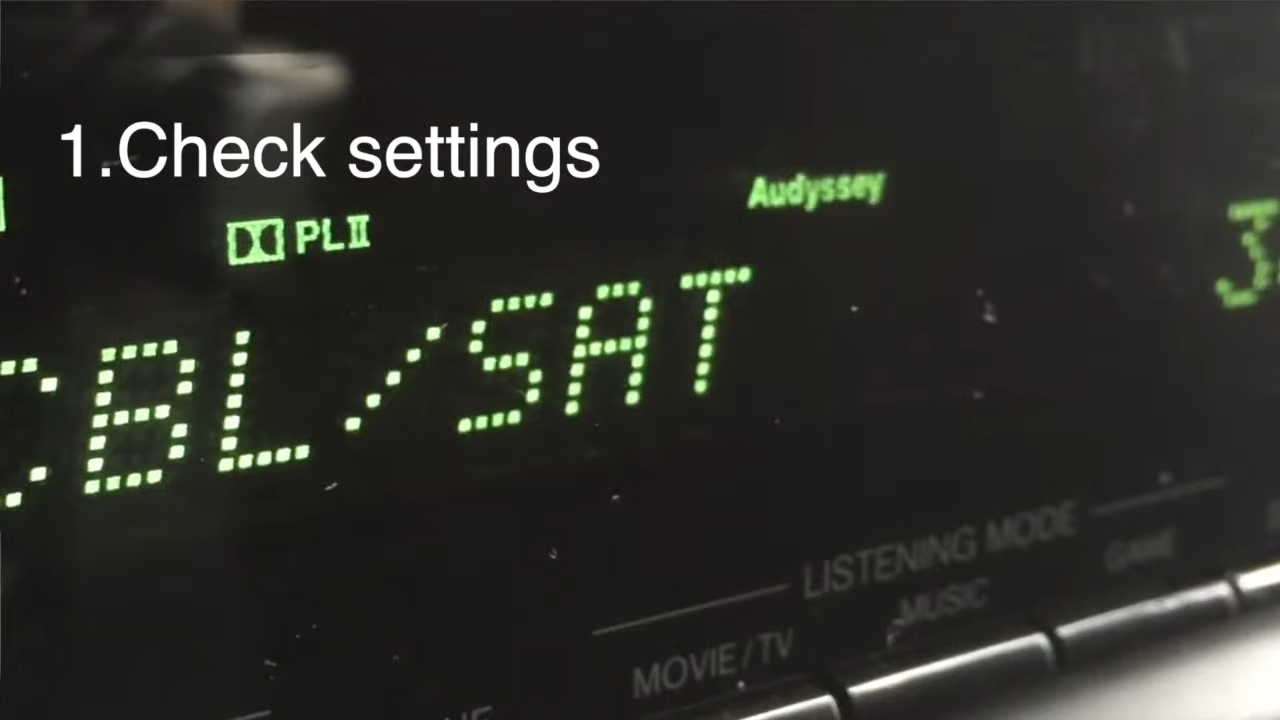 1.Check settings
Audyssey
PLII
CBL/SAT
LISTENING MODE
MOVIE/TV
MUSIC
GAME